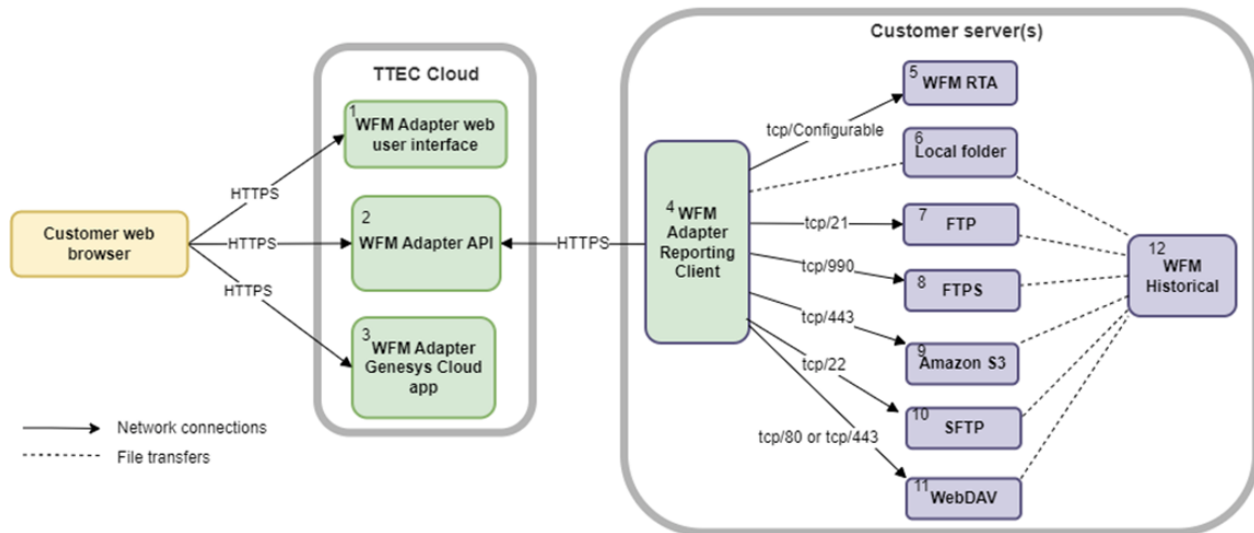 Customer server(s)
TTEC Cloud
1
WFM Adapter web
user interface
2
WFM Adapter API
3
WFM Adapter
Genesys Cloud
app
Customer web
browser
HTTPS
HTTPS
HTTPS
HTTPS
4 WFM
Adapter
Reporting
Client
tcp/Configurable
tcp/21
tcp/990
tcp/443
tcp/22
tcp/80 or tcp/443
5
WFM RTA
6
Local folder
7
FTP
8
FTPS
9
Amazon S3
10
SFTP
11
WebDAV
12
WFM
Historical
Network connections
File transfers